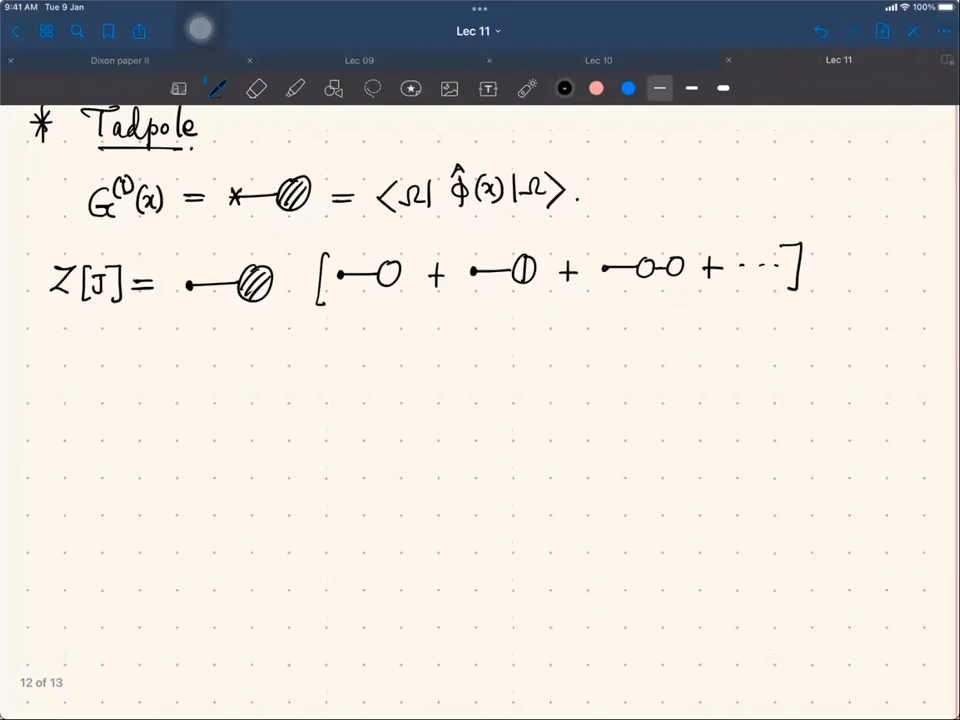 9:41 AM Tue 9 Jan 100%
Lec 11
Dixon paper II Lec 09 Lec 10 Lec 11
* Tadpole.
G^(1)(x) = = <Ω| Φ̂(x) |Ω>.
Z[J] = [ + + + ··· ]
12 of 13